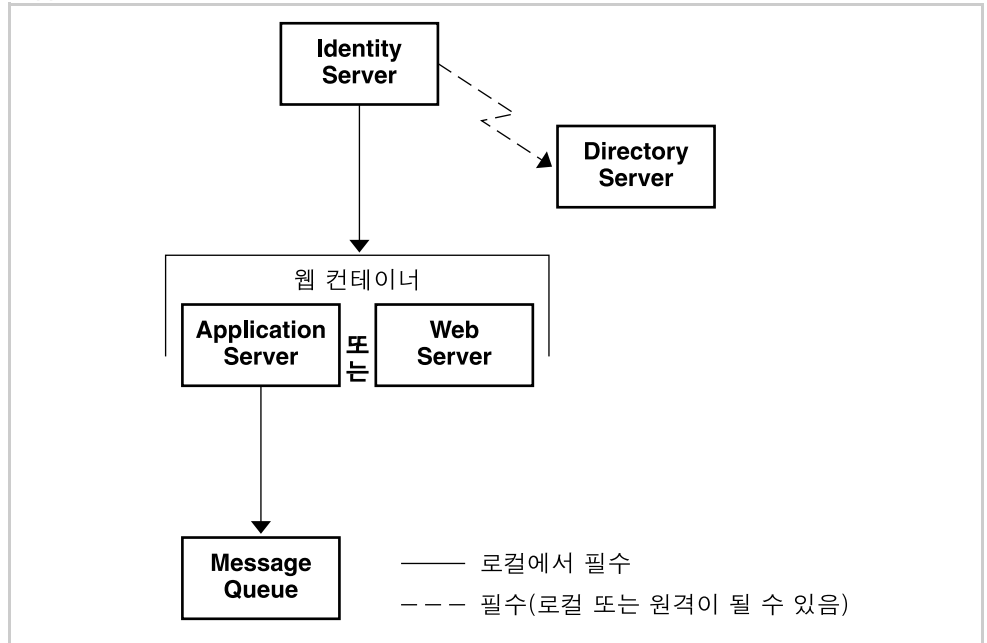 Identity
Server
Directory
Server
웹 컨테이너
Application
Server
또
는
Web
Server
Message
Queue
로컬에서 필수
필수(로컬 또는 원격이 될 수 있음)